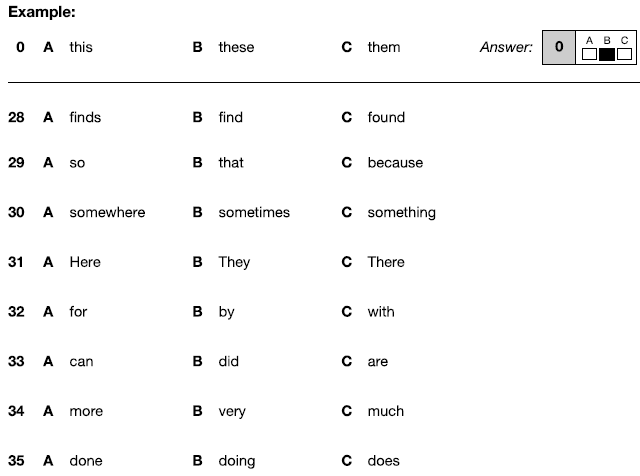 Example:
0 A this B these C them Answer: 0 A B C
28 A finds B find C found
29 A so B that C because
30 A somewhere B sometimes C something
31 A Here B They C There
32 A for B by C with
33 A can B did C are
34 A more B very C much
35 A done B doing C does